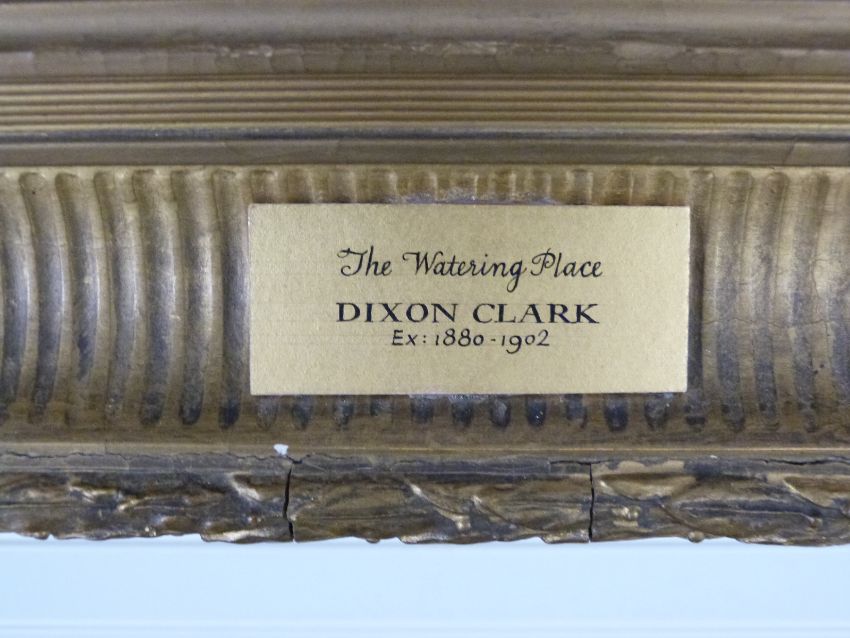 The Watering Place
DIXON CLARK
Ex: 1880-1902